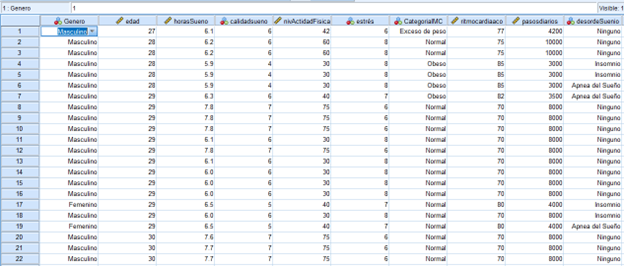 1 : Genero 1 Visible: 1
Genero edad horasSueno calidadsueno nivActidadFisica estrés CategoriaIMC ritmcardiaaco pasosdiarios desordeSuenio
1 Masculino 27 6.1 6 42 6 Exceso de peso 77 4200 Ninguno
2 Masculino 28 6.2 6 60 8 Normal 75 10000 Ninguno
3 Masculino 28 6.2 6 60 8 Normal 75 10000 Ninguno
4 Masculino 28 5.9 4 30 8 Obeso 85 3000 Insomnio
5 Masculino 28 5.9 4 30 8 Obeso 85 3000 Insomnio
6 Masculino 28 5.9 4 30 8 Obeso 85 3000 Apnea del Sueño
7 Masculino 29 6.3 6 40 7 Obeso 82 3500 Apnea del Sueño
8 Masculino 29 7.8 7 75 6 Normal 70 8000 Ninguno
9 Masculino 29 7.8 7 75 6 Normal 70 8000 Ninguno
10 Masculino 29 7.8 7 75 6 Normal 70 8000 Ninguno
11 Masculino 29 6.1 6 30 8 Normal 70 8000 Ninguno
12 Masculino 29 7.8 7 75 6 Normal 70 8000 Ninguno
13 Masculino 29 6.1 6 30 8 Normal 70 8000 Ninguno
14 Masculino 29 6.0 6 30 8 Normal 70 8000 Ninguno
15 Masculino 29 6.0 6 30 8 Normal 70 8000 Ninguno
16 Masculino 29 6.0 6 30 8 Normal 70 8000 Ninguno
17 Femenino 29 6.5 5 40 7 Normal 80 4000 Insomnio
18 Masculino 29 6.0 6 30 8 Normal 70 8000 Insomnio
19 Femenino 29 6.5 5 40 7 Normal 80 4000 Apnea del Sueño
20 Masculino 30 7.6 7 75 6 Normal 70 8000 Ninguno
21 Masculino 30 7.7 7 75 6 Normal 70 8000 Ninguno
22 Masculino 30 7.7 7 75 6 Normal 70 8000 Ninguno